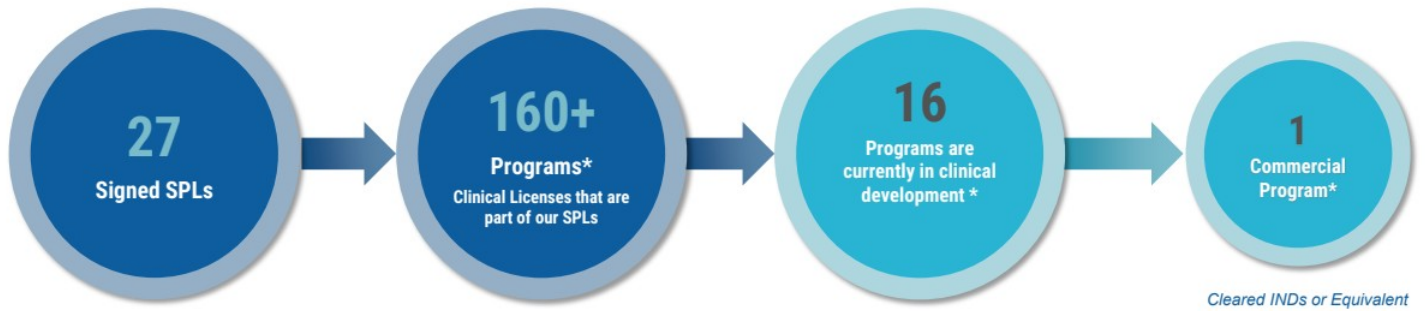 27
Signed SPLs
160+
Programs*
Clinical Licenses that are
part of our SPLs
16
Programs are
currently in clinical
development *
1
Commercial
Program*
Cleared INDs or Equivalent